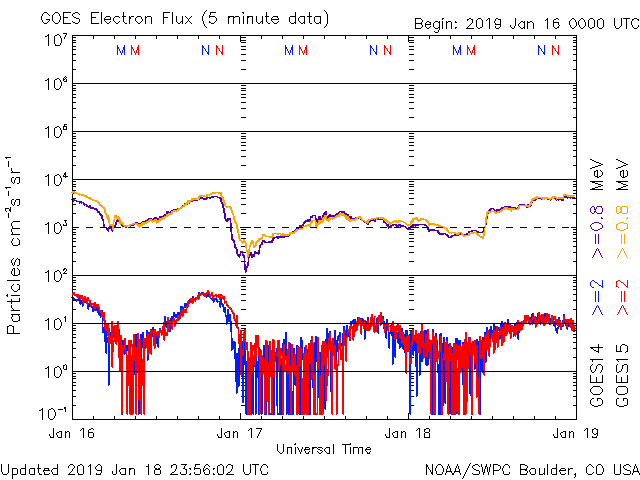 GOES Electron Flux (5 minute data)
Begin: 2019 Jan 16 0000 UTC
10⁷
10⁶
10⁵
10⁴
10³
10²
10¹
10⁰
10⁻¹
Particles cm⁻²s⁻¹sr⁻¹
M M N N M M N N M M N N
Jan 16 Jan 17 Jan 18 Jan 19
Universal Time
GOES14 >=2 >=0.8 MeV
GOES15 >=2 >=0.8 MeV
Updated 2019 Jan 18 23:56:02 UTC
NOAA/SWPC Boulder, CO USA